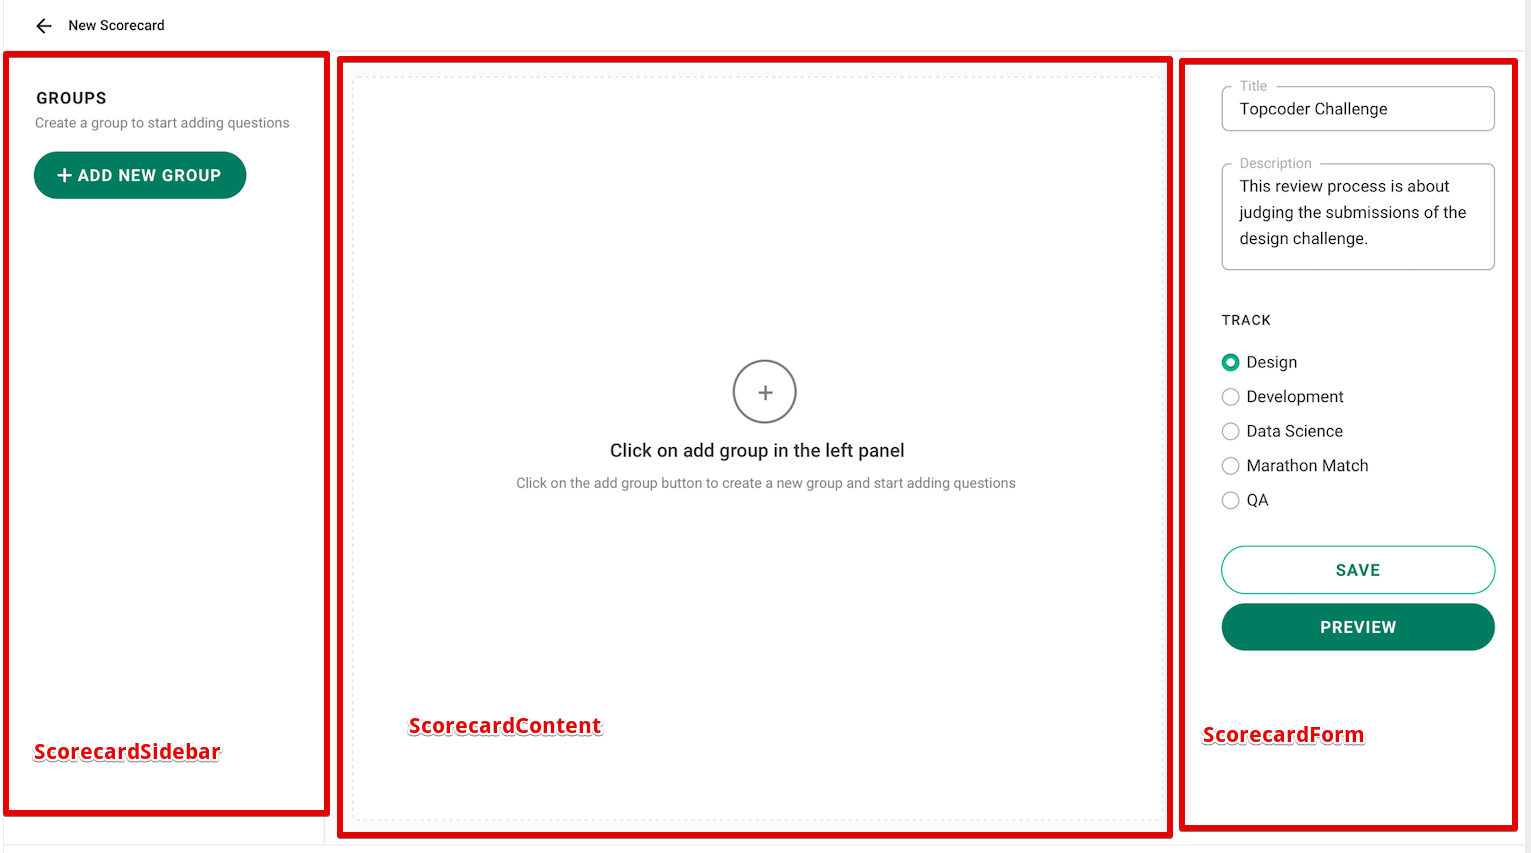 New Scorecard
GROUPS
Create a group to start adding questions
+ ADD NEW GROUP
ScorecardSidebar
+
Click on add group in the left panel
Click on the add group button to create a new group and start adding questions
ScorecardContent
Title
Topcoder Challenge
Description
This review process is about
judging the submissions of the
design challenge.
TRACK
Design
Development
Data Science
Marathon Match
QA
SAVE
PREVIEW
ScorecardForm